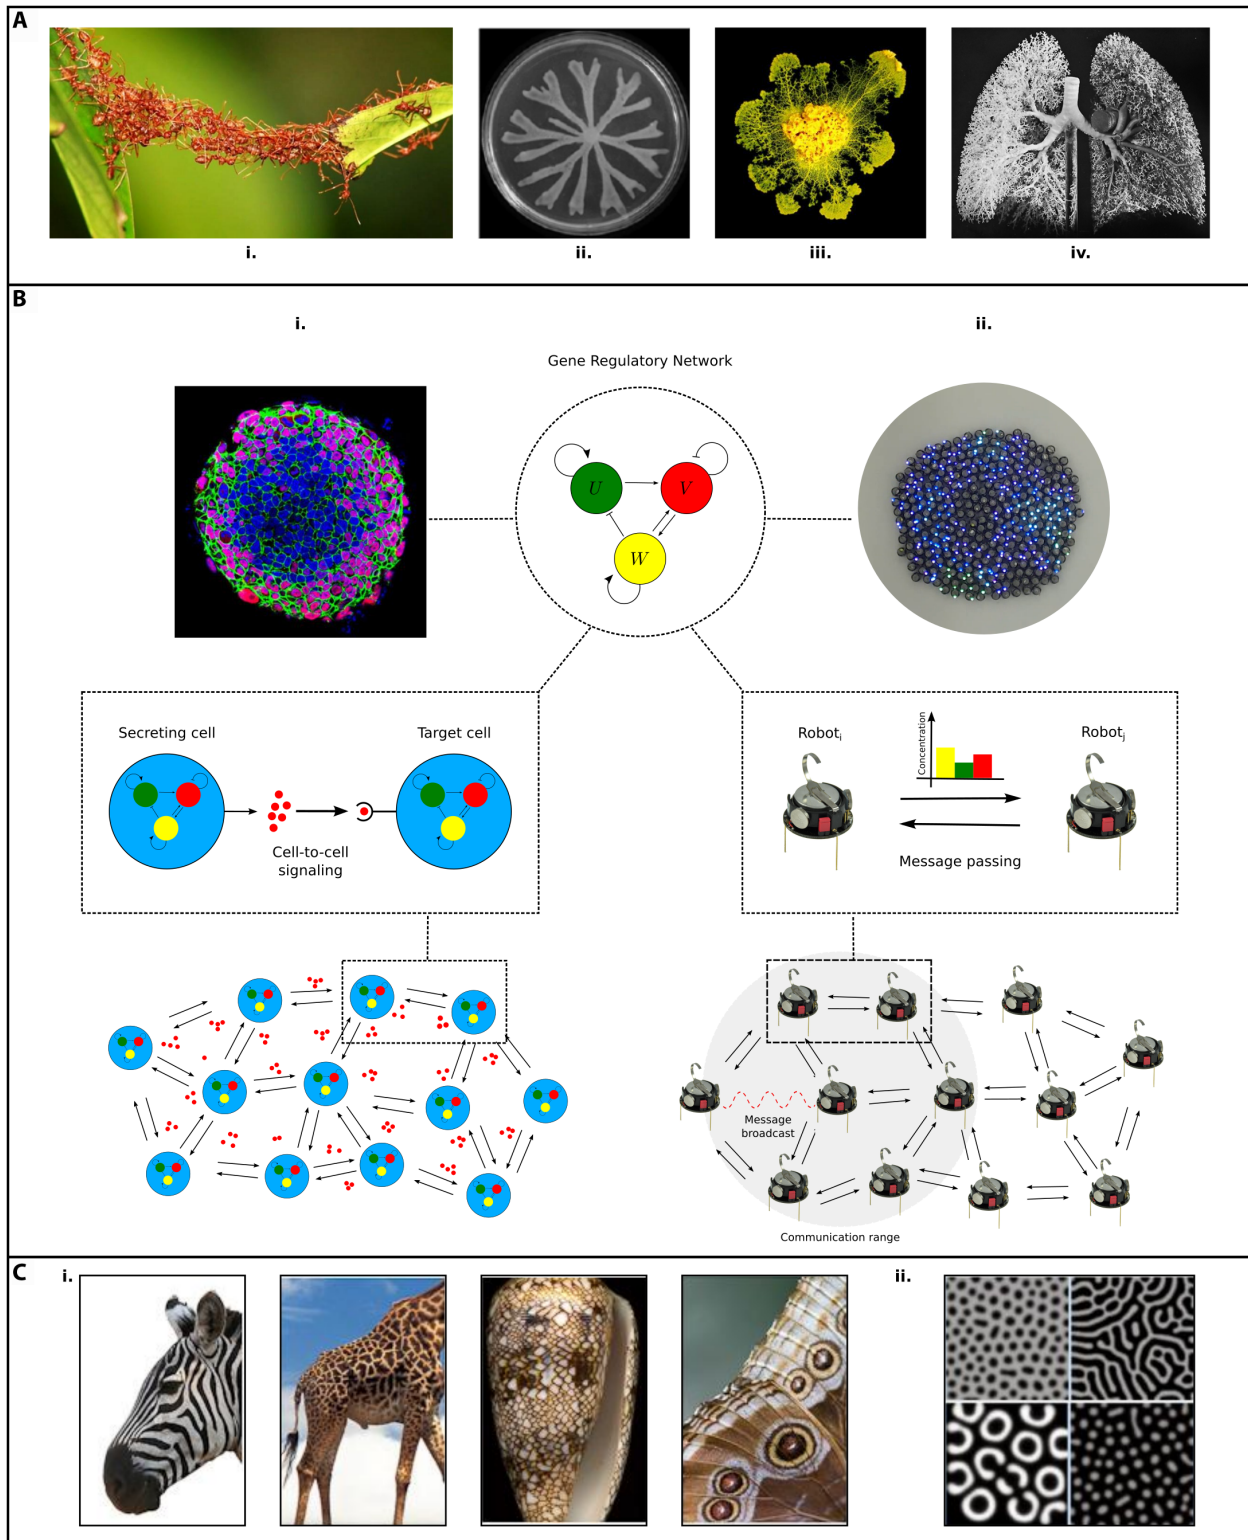 A
i.
ii.
iii.
iv.
B
i.
ii.
Gene Regulatory Network
U
V
W
Secreting cell
Target cell
Cell-to-cell
signaling
Robot_i
Concentration
Robot_j
Message passing
Message
broadcast
Communication range
C
i.
ii.